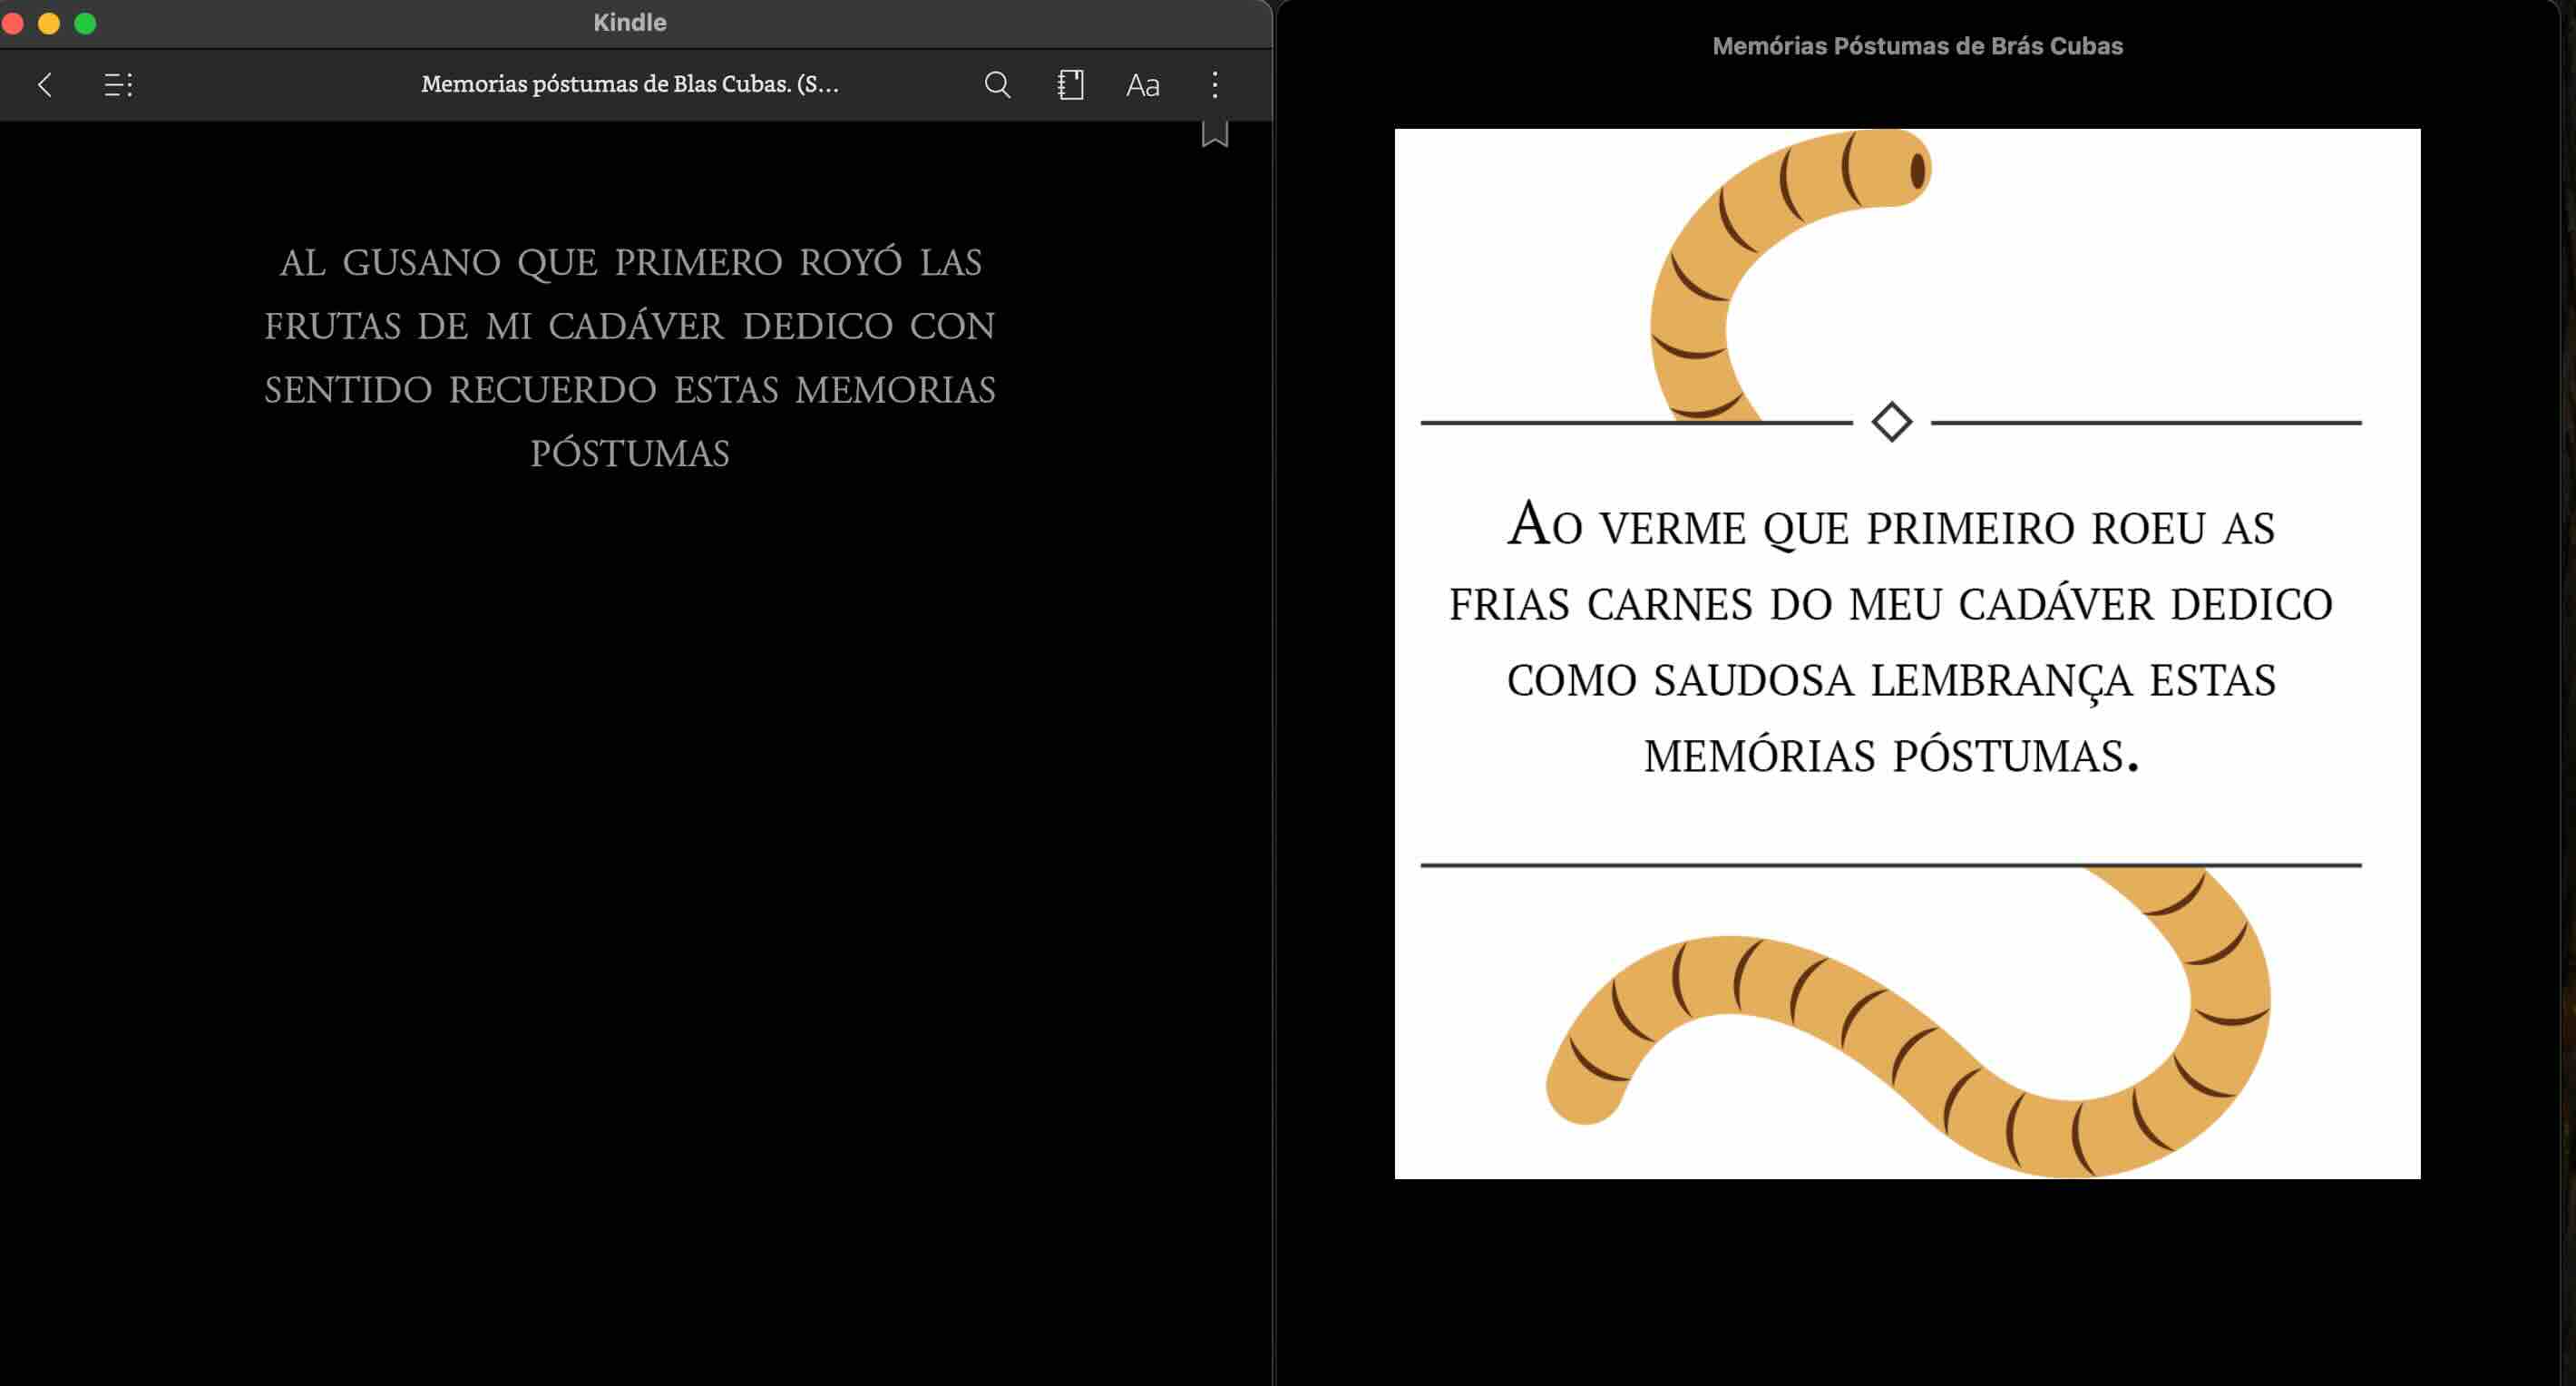 Kindle
Memorias póstumas de Blas Cubas. (S...
Aa
AL GUSANO QUE PRIMERO ROYÓ LAS
FRUTAS DE MI CADÁVER DEDICO CON
SENTIDO RECUERDO ESTAS MEMORIAS
PÓSTUMAS
Memórias Póstumas de Brás Cubas
AO VERME QUE PRIMEIRO ROEU AS
FRIAS CARNES DO MEU CADÁVER DEDICO
COMO SAUDOSA LEMBRANÇA ESTAS
MEMÓRIAS PÓSTUMAS.